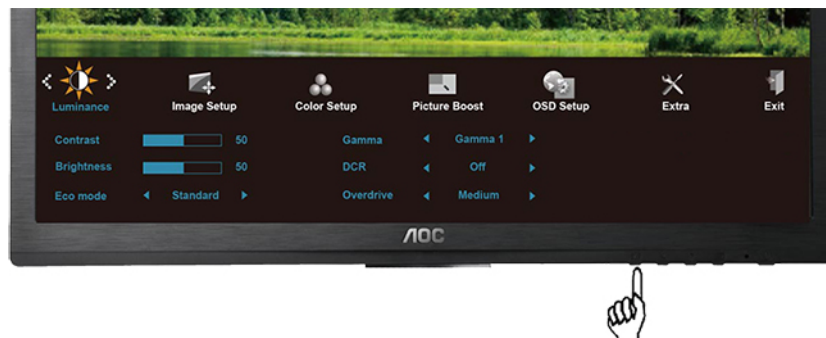 Luminance Image Setup Color Setup Picture Boost OSD Setup Extra Exit
Contrast 50 Gamma Gamma 1
Brightness 50 DCR Off
Eco mode Standard Overdrive Medium
AOC